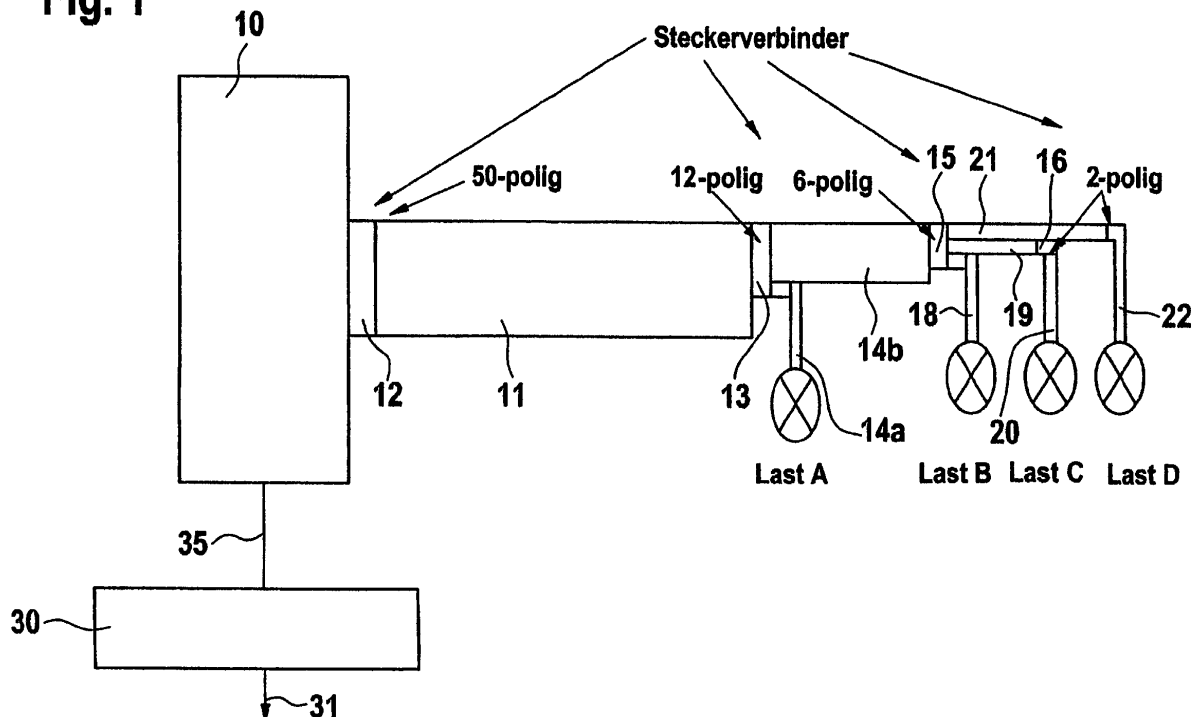 Fig. 1
10
Steckerverbinder
50-polig
12-polig
6-polig
15
21
16
2-polig
12
11
13
14b
14a
18
19
20
22
Last A
Last B
Last C
Last D
35
30
31